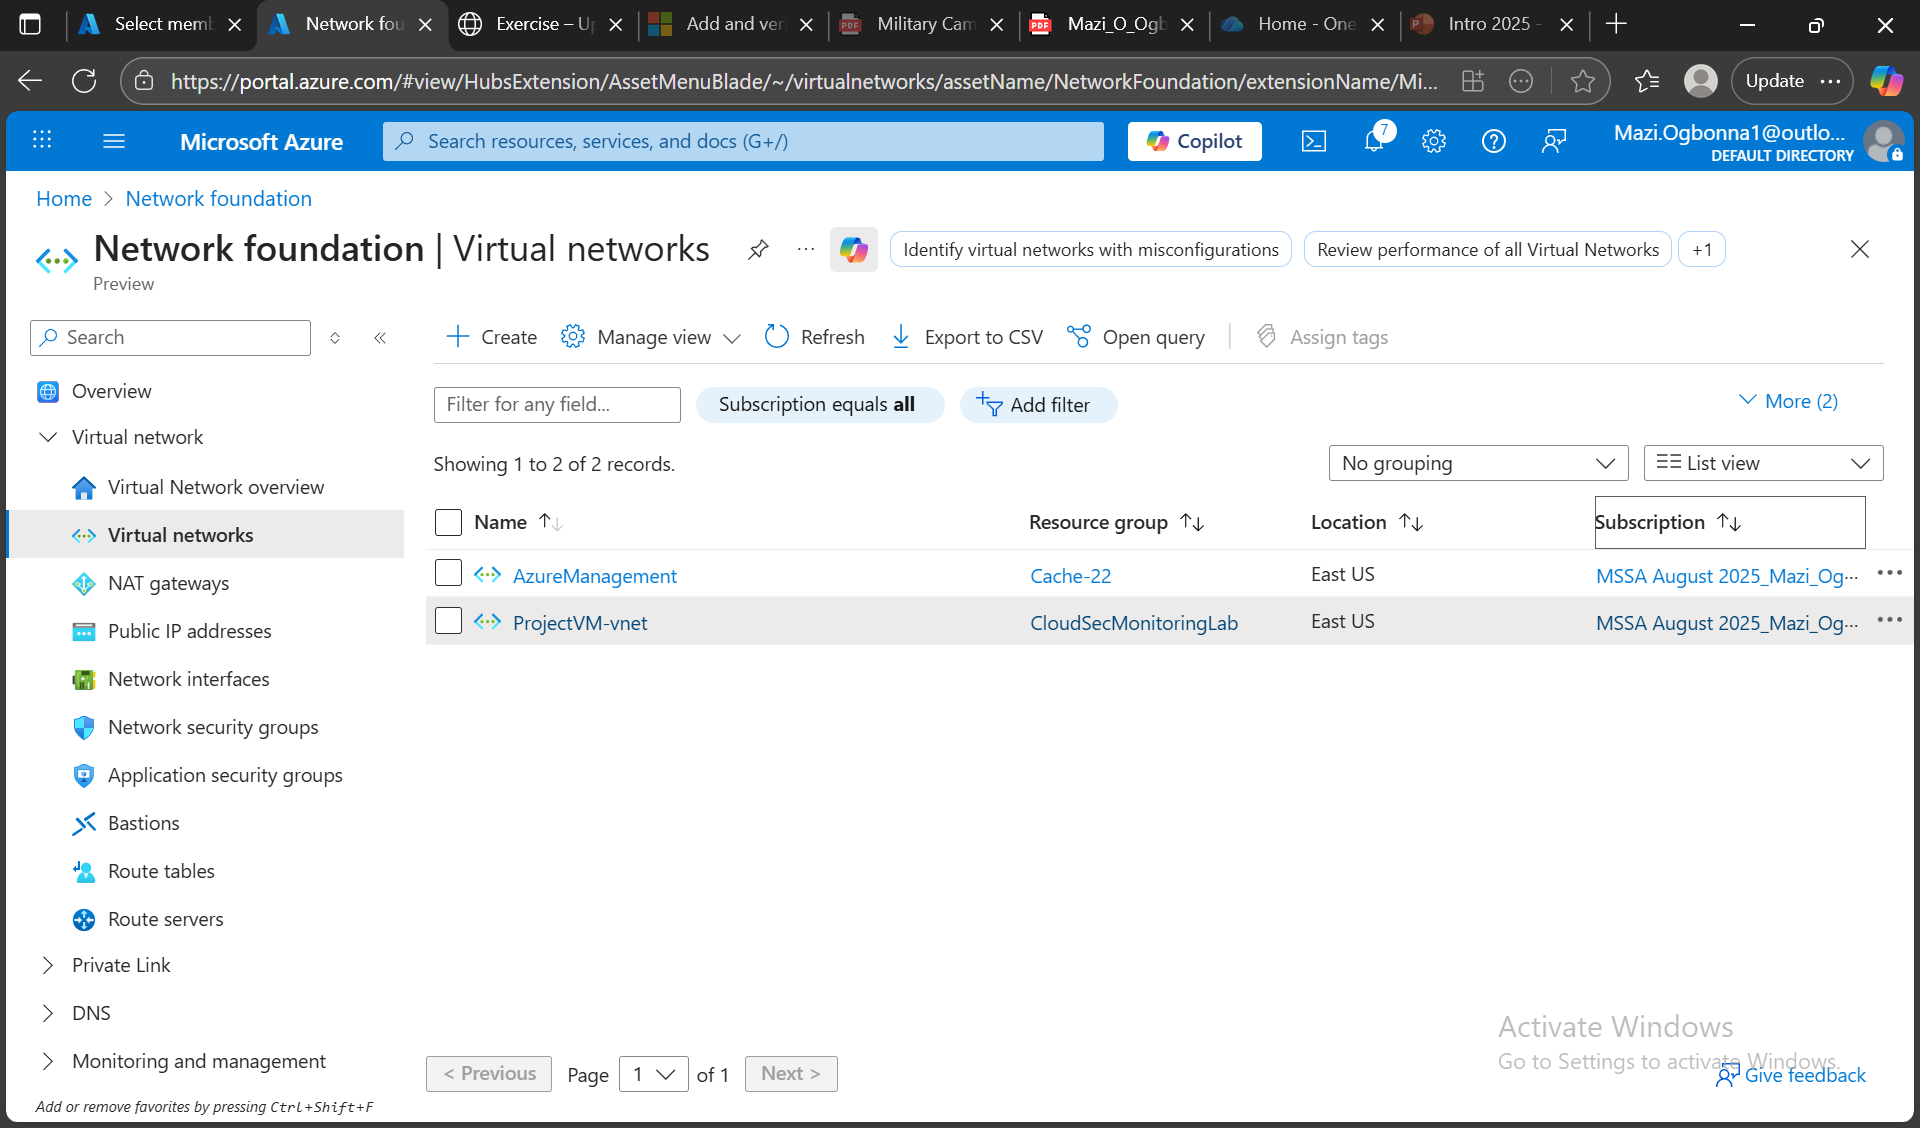 Select memb
Network fou
Exercise – Up
Add and veri
Military Cam
Mazi_O_Ogb
Home - One
Intro 2025 -
https://portal.azure.com/#view/HubsExtension/AssetMenuBlade/~/virtualnetworks/assetName/NetworkFoundation/extensionName/Mi...
Update
Microsoft Azure
Search resources, services, and docs (G+/)
Copilot
7
Mazi.Ogbonna1@outlo...
DEFAULT DIRECTORY
Home > Network foundation
Network foundation | Virtual networks
Preview
Identify virtual networks with misconfigurations
Review performance of all Virtual Networks
+1
Search
Create
Manage view
Refresh
Export to CSV
Open query
Assign tags
Overview
Virtual network
Virtual Network overview
Virtual networks
NAT gateways
Public IP addresses
Network interfaces
Network security groups
Application security groups
Bastions
Route tables
Route servers
Private Link
DNS
Monitoring and management
Add or remove favorites by pressing Ctrl+Shift+F
Filter for any field...
Subscription equals all
Add filter
More (2)
Showing 1 to 2 of 2 records.
No grouping
List view
Name Resource group Location Subscription
AzureManagement Cache-22 East US MSSA August 2025_Mazi_Og...
ProjectVM-vnet CloudSecMonitoringLab East US MSSA August 2025_Mazi_Og...
< Previous Page 1 of 1 Next >
Activate Windows
Go to Settings to activate Windows.
Give feedback